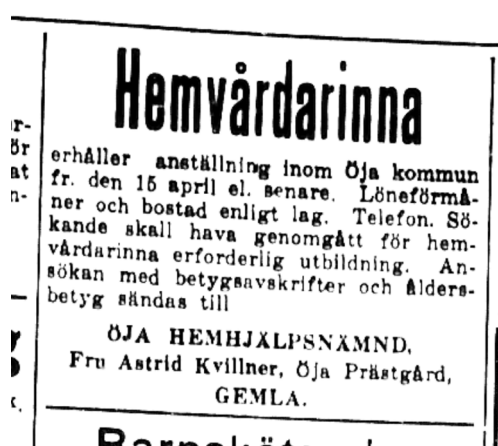 Hemvårdarinna
erhåller anställning inom Öja kommun
fr. den 15 april el. senare. Löneförmå-
ner och bostad enligt lag. Telefon. Sö-
kande skall hava genomgått för hem-
vårdarinna erforderlig utbildning. An-
sökan med betygsavskrifter och ålders-
betyg sändas till
ÖJA HEMHJÄLPSNÄMND,
Fru Astrid Kvillner, Öja Prästgård,
GEMLA.
r-
ör
at
n-